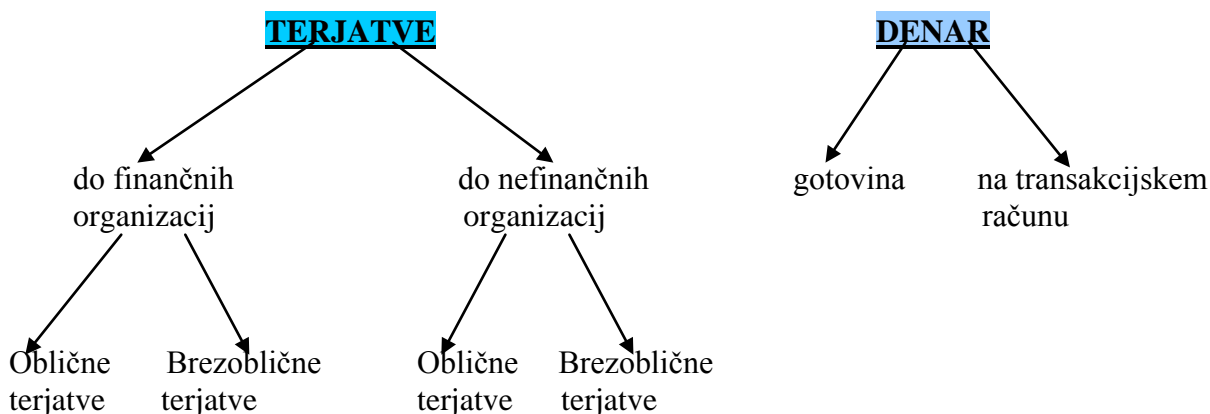 TERJATVE
DENAR
do finančnih
organizacij
do nefinančnih
organizacij
gotovina
na transakcijskem
računu
Oblične
terjatve
Brezoblične
terjatve
Oblične
terjatve
Brezoblične
terjatve